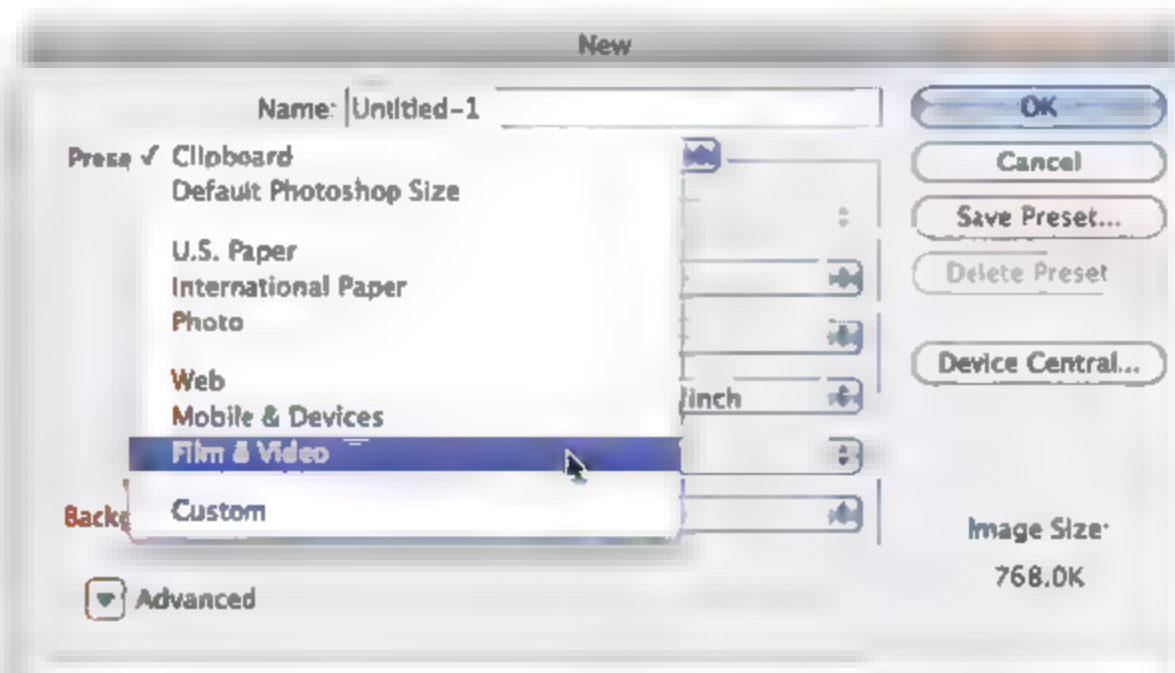 New
Name: Untitled-1
OK
Prese ✓ Clipboard
Cancel
Default Photoshop Size
Save Preset...
U.S. Paper
Delete Preset
International Paper
Photo
Device Central...
Web
/inch
Mobile & Devices
Film & Video
Custom
Backg
Image Size:
768.0K
Advanced